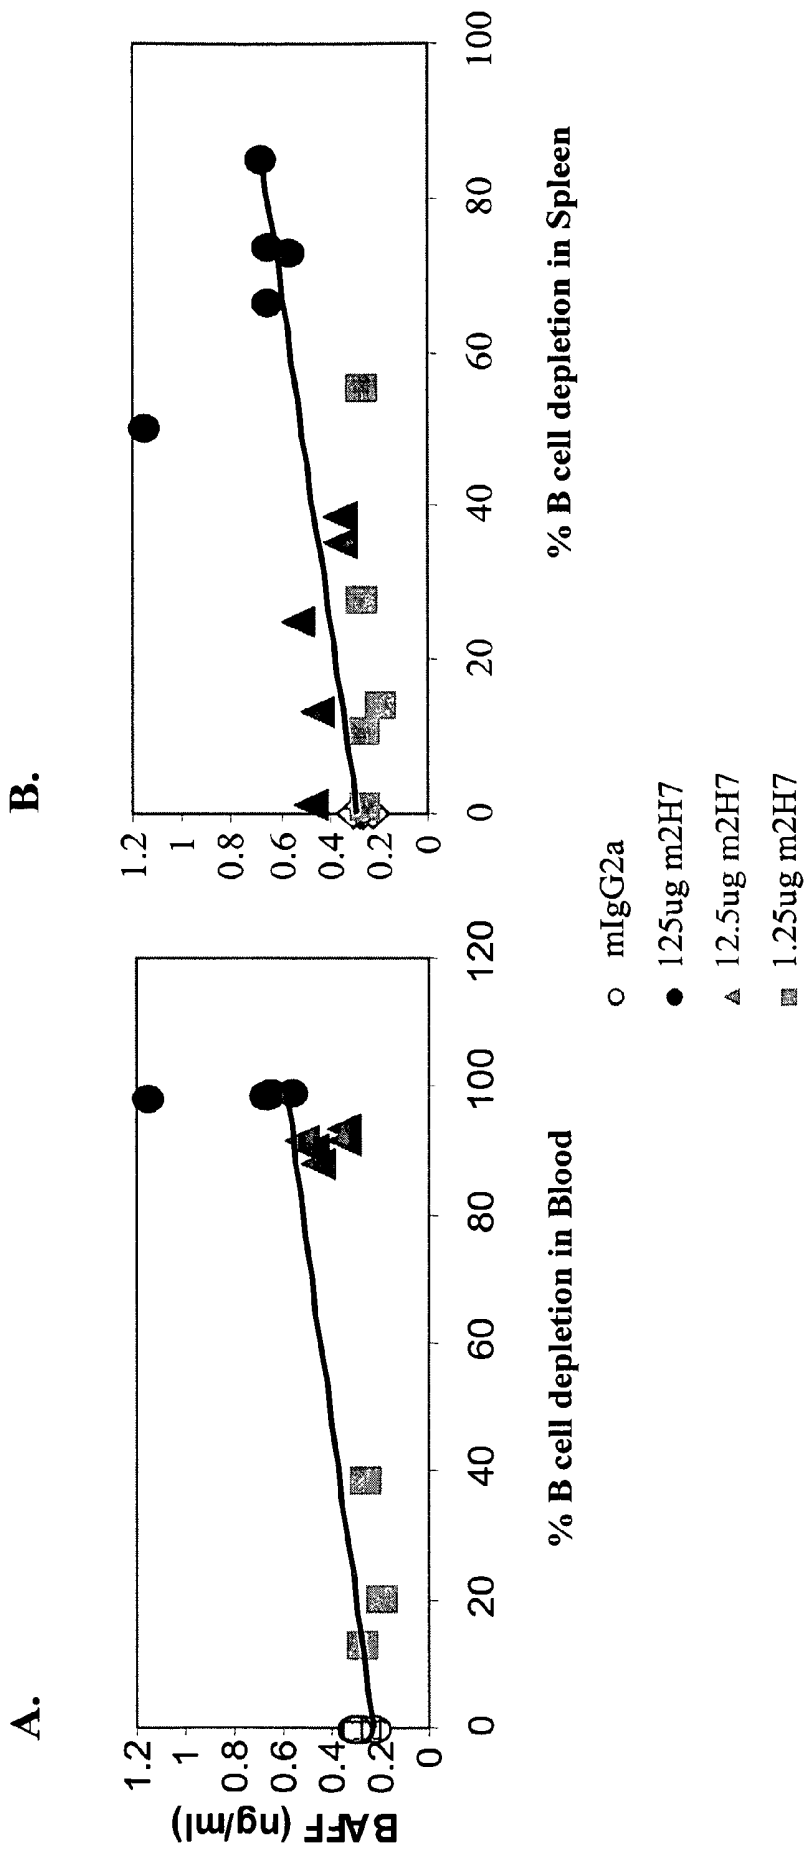 A.
BAFF (ng/ml)
1.2
1
0.8
0.6
0.4
0.2
0
0 20 40 60 80 100 120
% B cell depletion in Blood
B.
1.2
1
0.8
0.6
0.4
0.2
0
0 20 40 60 80 100
% B cell depletion in Spleen
mIgG2a
125ug m2H7
12.5ug m2H7
1.25ug m2H7